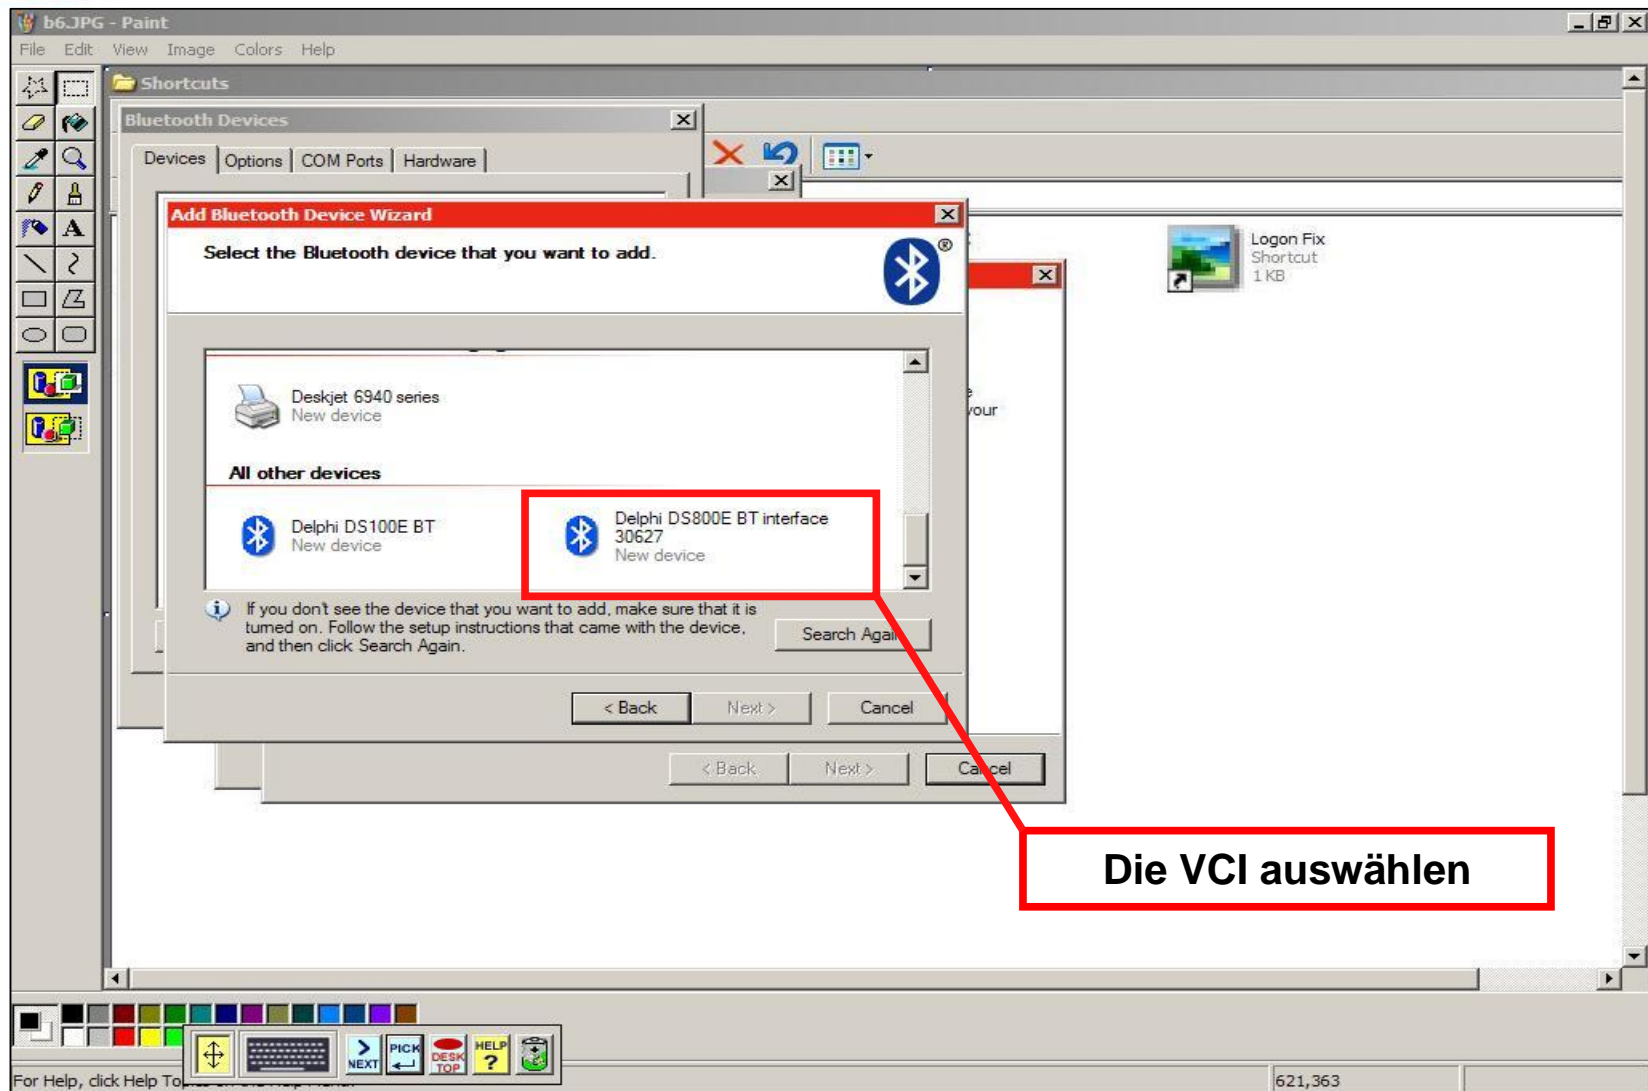 b6.JPG - Paint
File Edit View Image Colors Help
Shortcuts
Bluetooth Devices
Devices Options COM Ports Hardware
Add Bluetooth Device Wizard
Select the Bluetooth device that you want to add.
®
Logon Fix
Shortcut
1 KB
Deskjet 6940 series
New device
your
All other devices
Delphi DS100E BT
New device
Delphi DS800E BT interface
30627
New device
If you don't see the device that you want to add, make sure that it is
turned on. Follow the setup instructions that came with the device,
and then click Search Again.
Search Again
< Back Next > Cancel
< Back Next > Cancel
Die VCI auswählen
A
NEXT
PICK
DESK
TOP
HELP
?
For Help, click Help
621,363